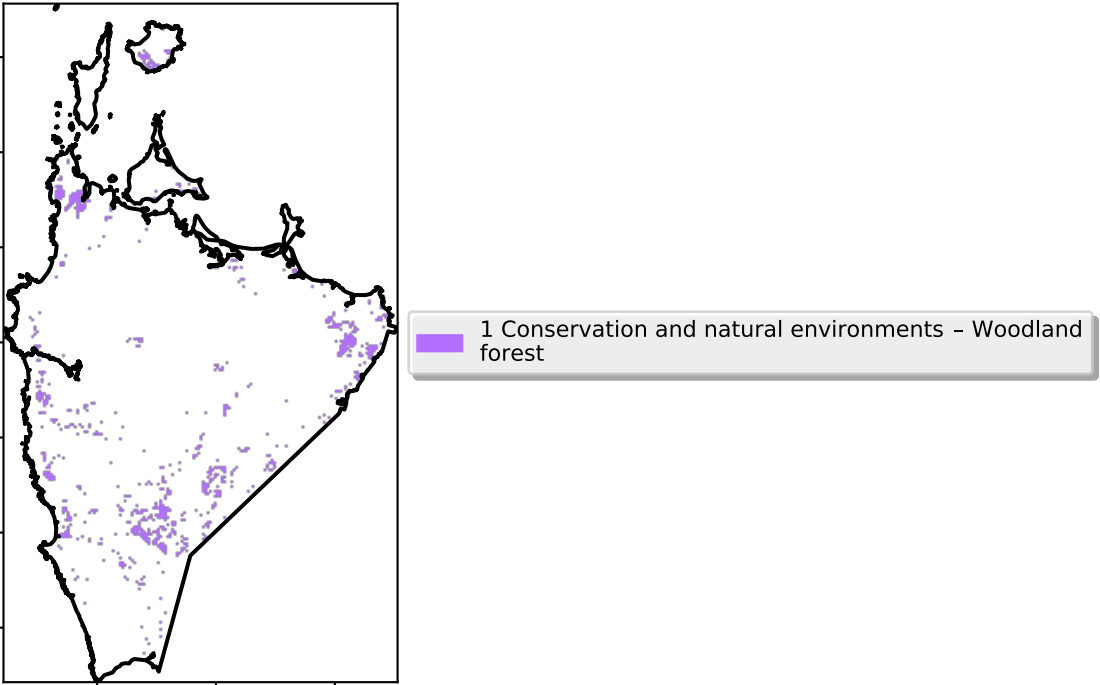 1 Conservation and natural environments – Woodland
forest